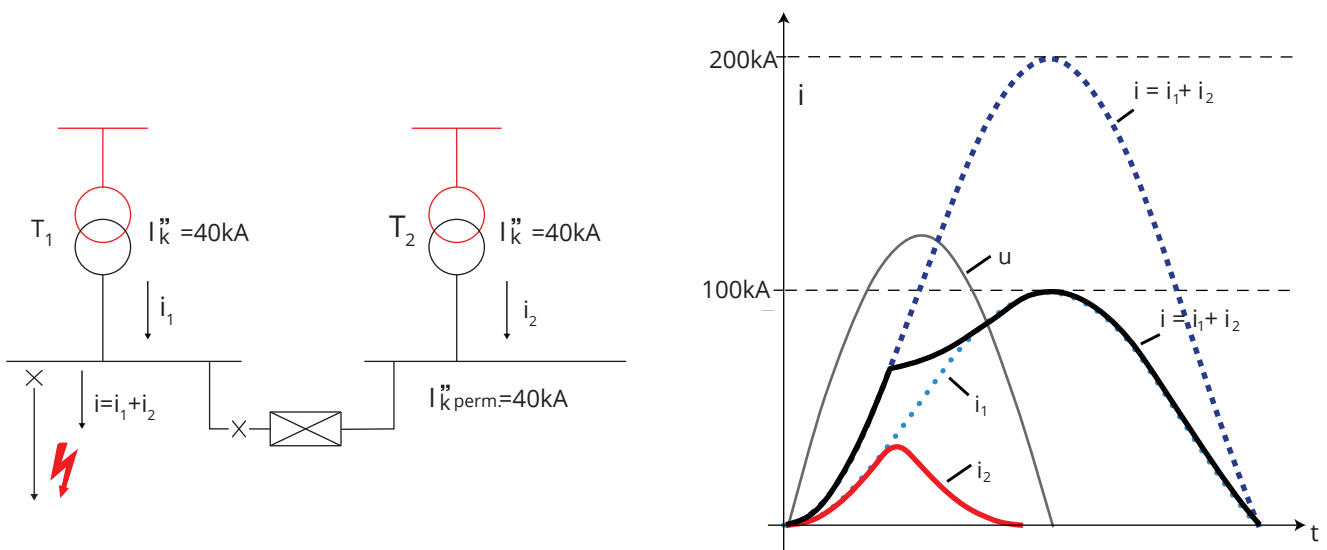 T₁
I"k =40kA
T₂
I"k =40kA
i₁
i₂
i=i₁+i₂
I"k perm.=40kA
200kA
i
i = i₁+ i₂
u
100kA
i = i₁+ i₂
i₁
i₂
t